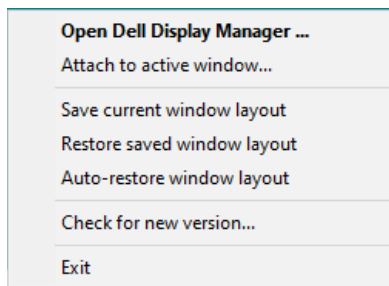 Open Dell Display Manager ...
Attach to active window...
Save current window layout
Restore saved window layout
Auto-restore window layout
Check for new version...
Exit